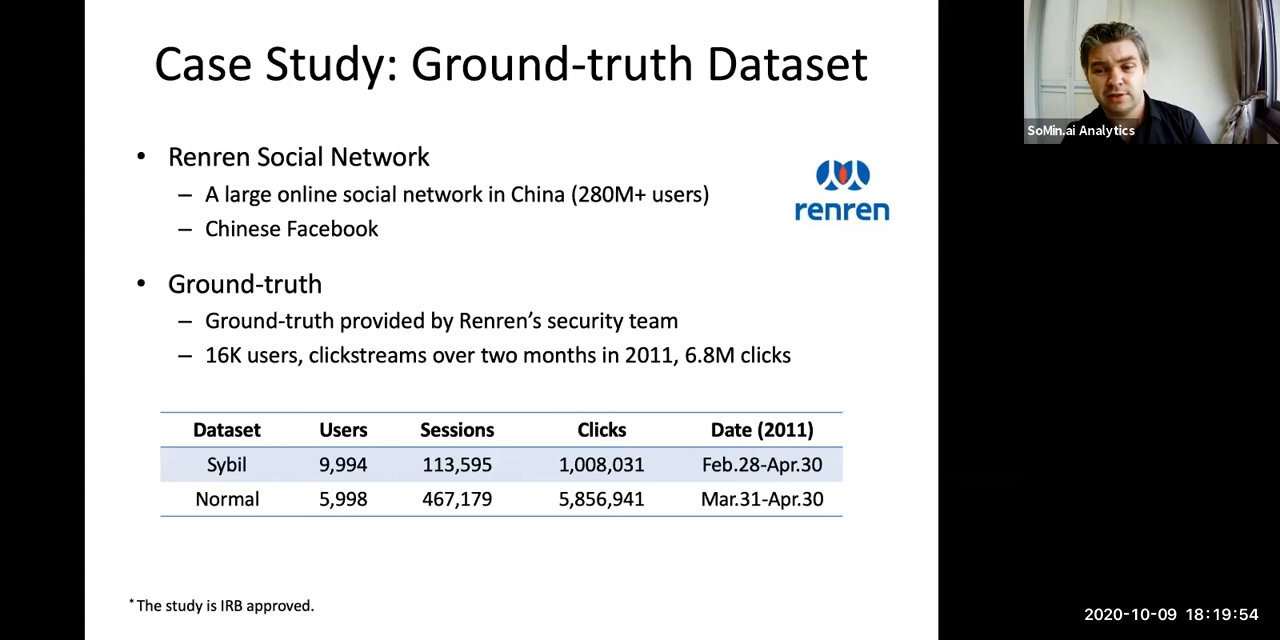 Case Study: Ground-truth Dataset
• Renren Social Network
– A large online social network in China (280M+ users)
– Chinese Facebook
renren
• Ground-truth
– Ground-truth provided by Renren’s security team
– 16K users, clickstreams over two months in 2011, 6.8M clicks
Dataset Users Sessions Clicks Date (2011)
Sybil 9,994 113,595 1,008,031 Feb.28-Apr.30
Normal 5,998 467,179 5,856,941 Mar.31-Apr.30
* The study is IRB approved.
SoMin.ai Analytics
2020-10-09 18:19:54